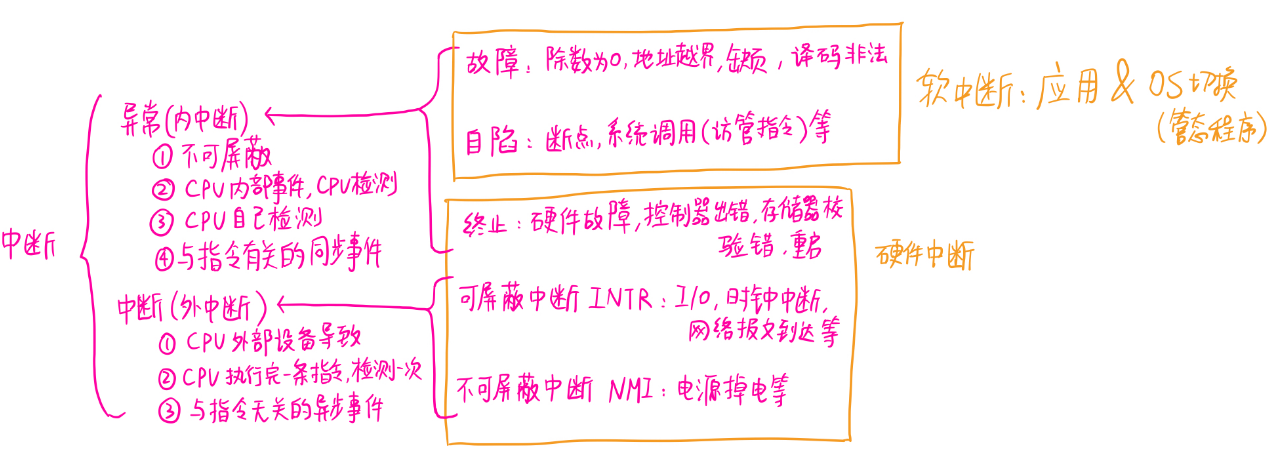 中断
异常(内中断)
① 不可屏蔽
② CPU内部事件,CPU检测
③ CPU自己检测
④与指令有关的同步事件
中断(外中断)
① CPU外部设备导致
② CPU执行完一条指令,检测一次
③ 与指令无关的异步事件
故障: 除数为0,地址越界,缺页,译码非法
自陷: 断点,系统调用(访管指令)等
软中断: 应用 & OS切换
(管态程序)
终止: 硬件故障,控制器出错,存储器校
验错,重启
可屏蔽中断 INTR: I/O,时钟中断,
网络报文到达等
不可屏蔽中断 NMI: 电源掉电等
硬件中断